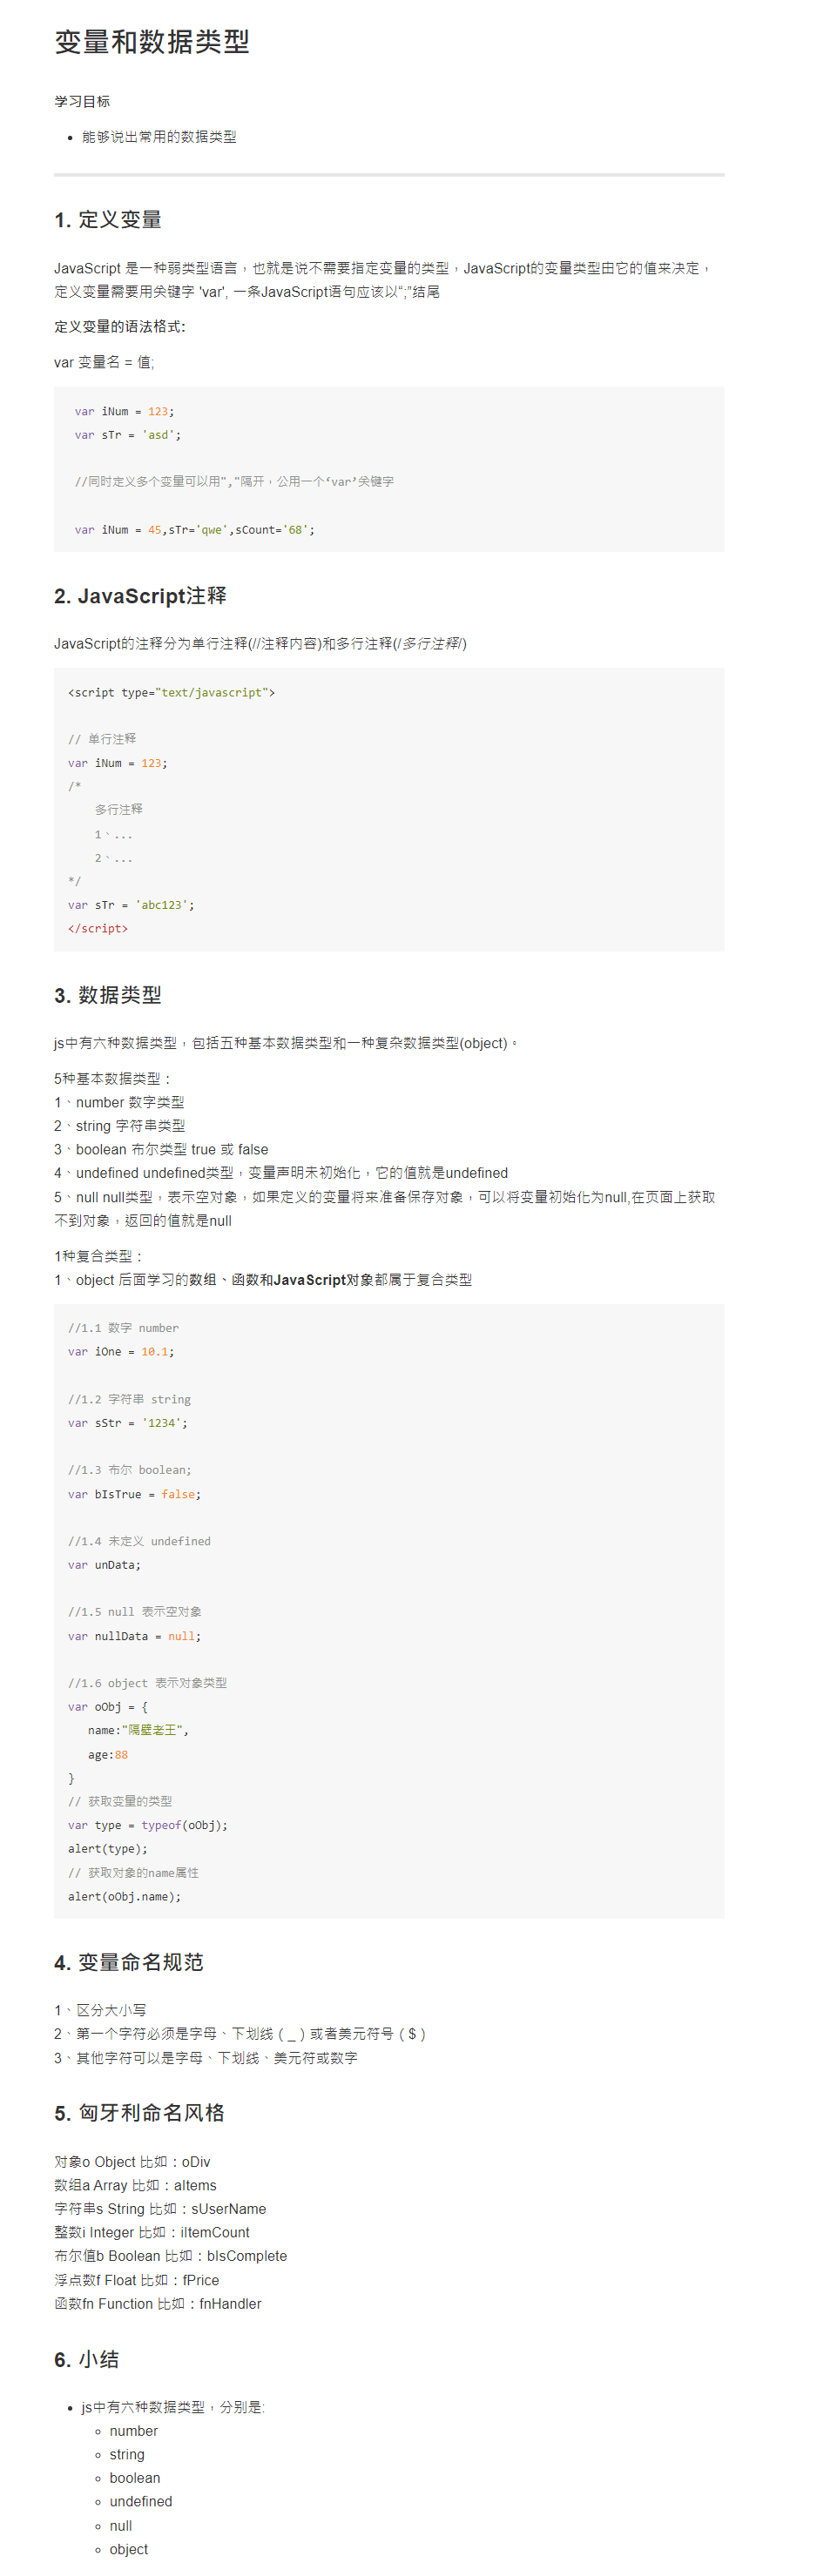 变量和数据类型
学习目标
• 能够说出常用的数据类型
1. 定义变量
JavaScript 是一种弱类型语言，也就是说不需要指定变量的类型，JavaScript的变量类型由它的值来决定，
定义变量需要用关键字 'var', 一条JavaScript语句应该以“;”结尾
定义变量的语法格式:
var 变量名 = 值;
var iNum = 123;
var sTr = 'asd';
//同时定义多个变量可以用","隔开，公用一个‘var’关键字
var iNum = 45,sTr='qwe',sCount='68';
2. JavaScript注释
JavaScript的注释分为单行注释(//注释内容)和多行注释(/多行注释/)
<script type="text/javascript">
// 单行注释
var iNum = 123;
/*
    多行注释
    1、...
    2、...
*/
var sTr = 'abc123';
</script>
3. 数据类型
js中有六种数据类型，包括五种基本数据类型和一种复杂数据类型(object)。
5种基本数据类型：
1、number 数字类型
2、string 字符串类型
3、boolean 布尔类型 true 或 false
4、undefined undefined类型，变量声明未初始化，它的值就是undefined
5、null null类型，表示空对象，如果定义的变量将来准备保存对象，可以将变量初始化为null,在页面上获取
不到对象，返回的值就是null
1种复合类型：
1、object 后面学习的数组、函数和JavaScript对象都属于复合类型
//1.1 数字 number
var iOne = 10.1;
//1.2 字符串 string
var sStr = '1234';
//1.3 布尔 boolean;
var bIsTrue = false;
//1.4 未定义 undefined
var unData;
//1.5 null 表示空对象
var nullData = null;
//1.6 object 表示对象类型
var oObj = {
   name:"隔壁老王",
   age:88
}
// 获取变量的类型
var type = typeof(oObj);
alert(type);
// 获取对象的name属性
alert(oObj.name);
4. 变量命名规范
1、区分大小写
2、第一个字符必须是字母、下划线（ _ ）或者美元符号（ $ ）
3、其他字符可以是字母、下划线、美元符或数字
5. 匈牙利命名风格
对象o Object 比如：oDiv
数组a Array 比如：aItems
字符串s String 比如：sUserName
整数i Integer 比如：iItemCount
布尔值b Boolean 比如：bIsComplete
浮点数f Float 比如：fPrice
函数fn Function 比如：fnHandler
6. 小结
• js中有六种数据类型，分别是:
◦ number
◦ string
◦ boolean
◦ undefined
◦ null
◦ object